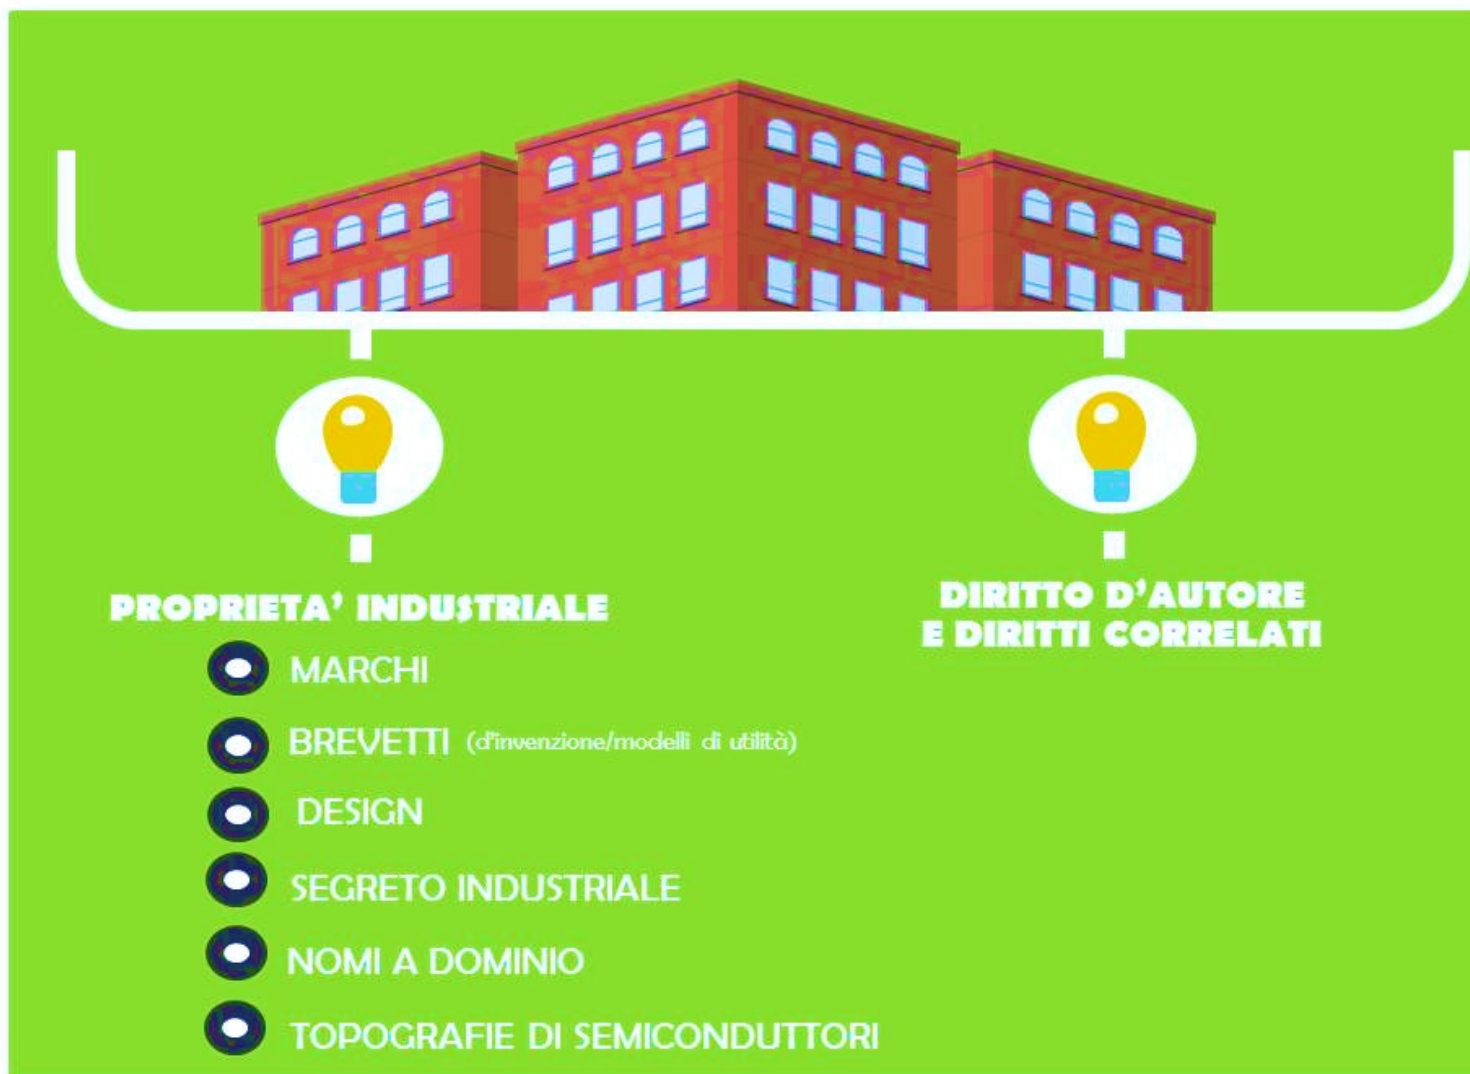 PROPRIETA' INDUSTRIALE
MARCHI
BREVETTI (d'invenzione/modelli di utilità)
DESIGN
SEGRETO INDUSTRIALE
NOMI A DOMINIO
TOPOGRAFIE DI SEMICONDUTTORI
DIRITTO D'AUTORE
E DIRITTI CORRELATI